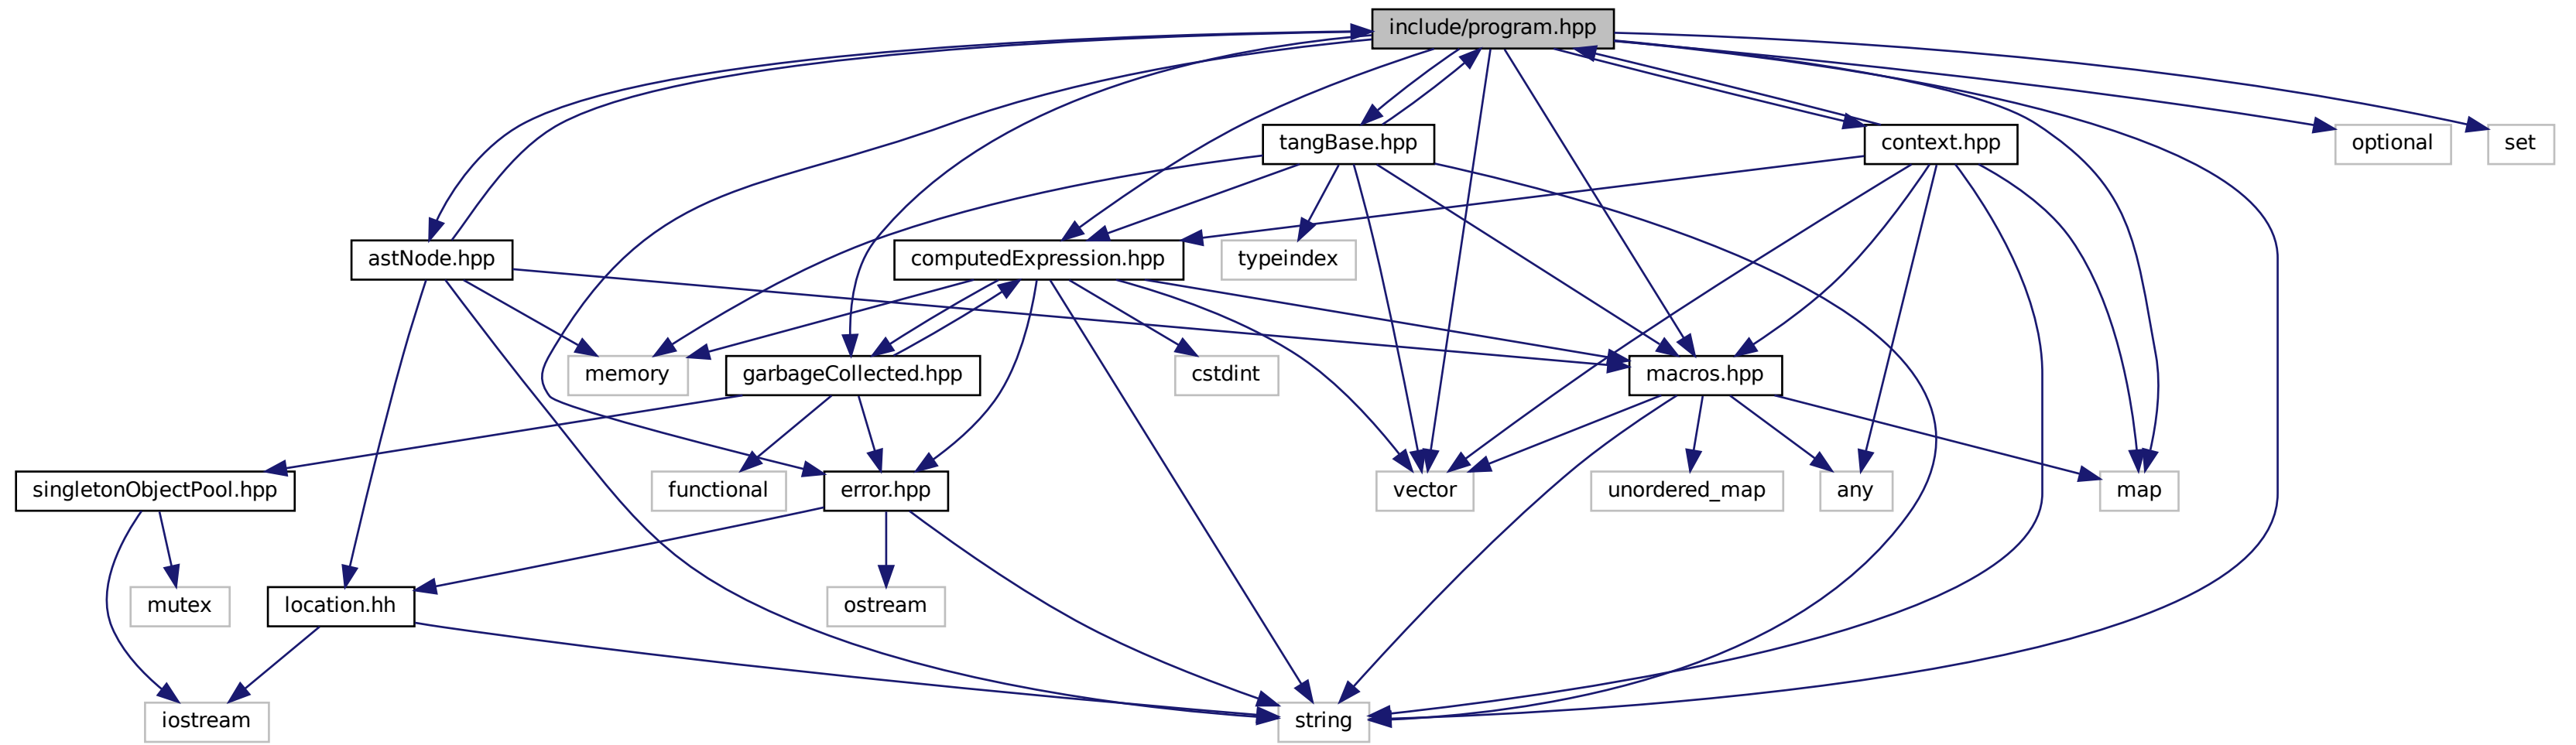 include/program.hpp
tangBase.hpp
context.hpp
optional
set
astNode.hpp
computedExpression.hpp
typeindex
memory
garbageCollected.hpp
cstdint
macros.hpp
singletonObjectPool.hpp
functional
error.hpp
vector
unordered_map
any
map
mutex
location.hh
ostream
iostream
string